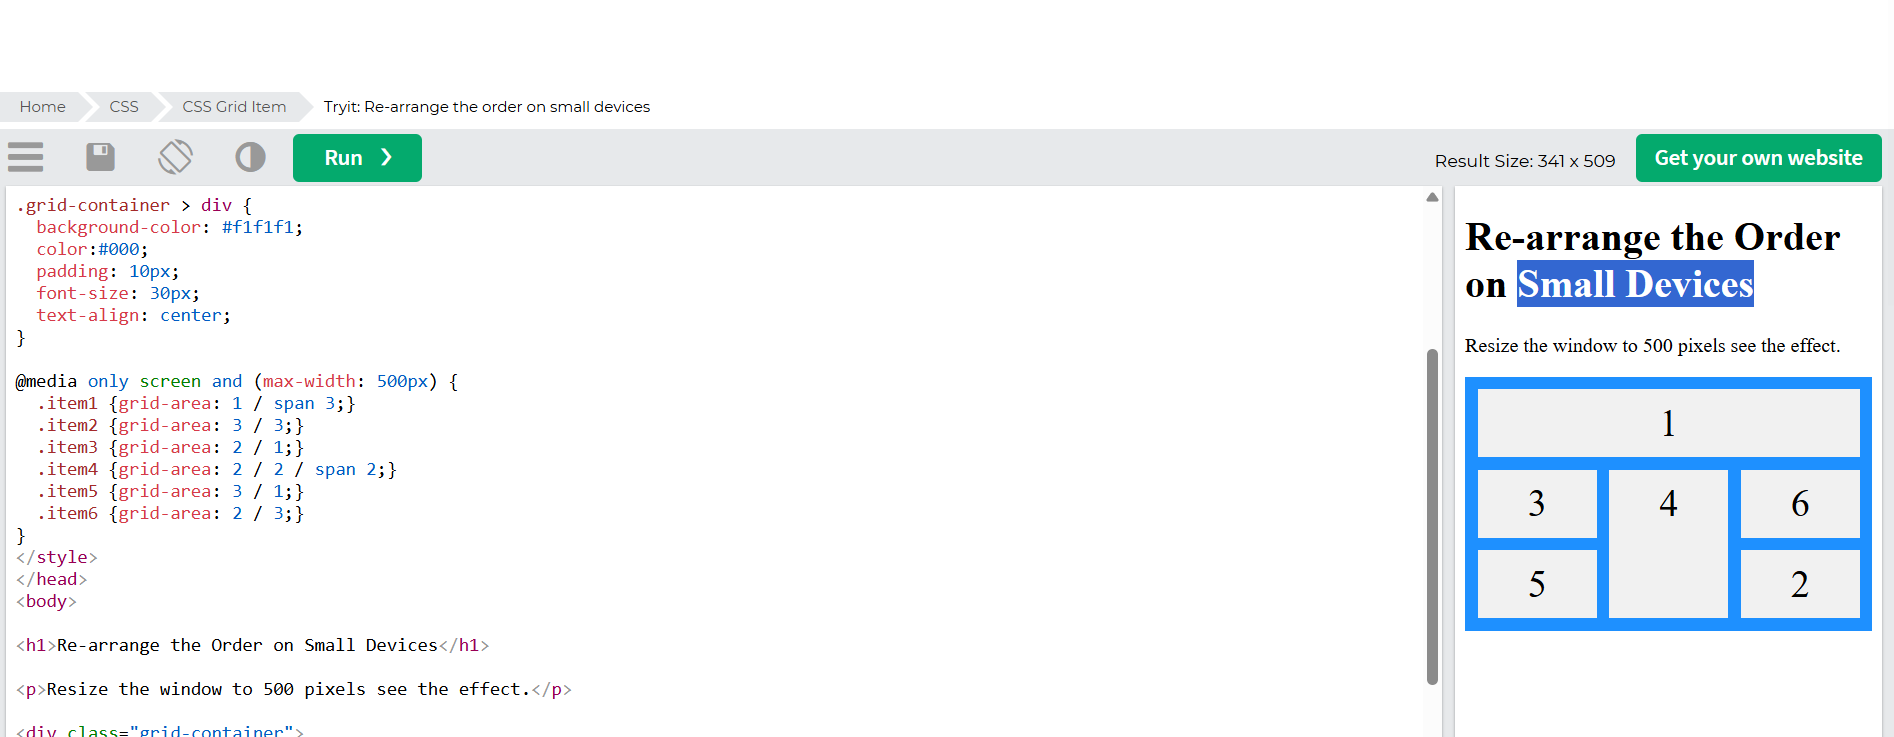 Home
CSS
CSS Grid Item
Tryit: Re-arrange the order on small devices
Run ❯
Result Size: 341 x 509
Get your own website
.grid-container > div {
  background-color: #f1f1f1;
  color:#000;
  padding: 10px;
  font-size: 30px;
  text-align: center;
}
@media only screen and (max-width: 500px) {
  .item1 {grid-area: 1 / span 3;}
  .item2 {grid-area: 3 / 3;}
  .item3 {grid-area: 2 / 1;}
  .item4 {grid-area: 2 / 2 / span 2;}
  .item5 {grid-area: 3 / 1;}
  .item6 {grid-area: 2 / 3;}
}
</style>
</head>
<body>
<h1>Re-arrange the Order on Small Devices</h1>
<p>Resize the window to 500 pixels see the effect.</p>
<div class="grid-container">
Re-arrange the Order
on Small Devices
Resize the window to 500 pixels see the effect.
1
3 4 6
5 2